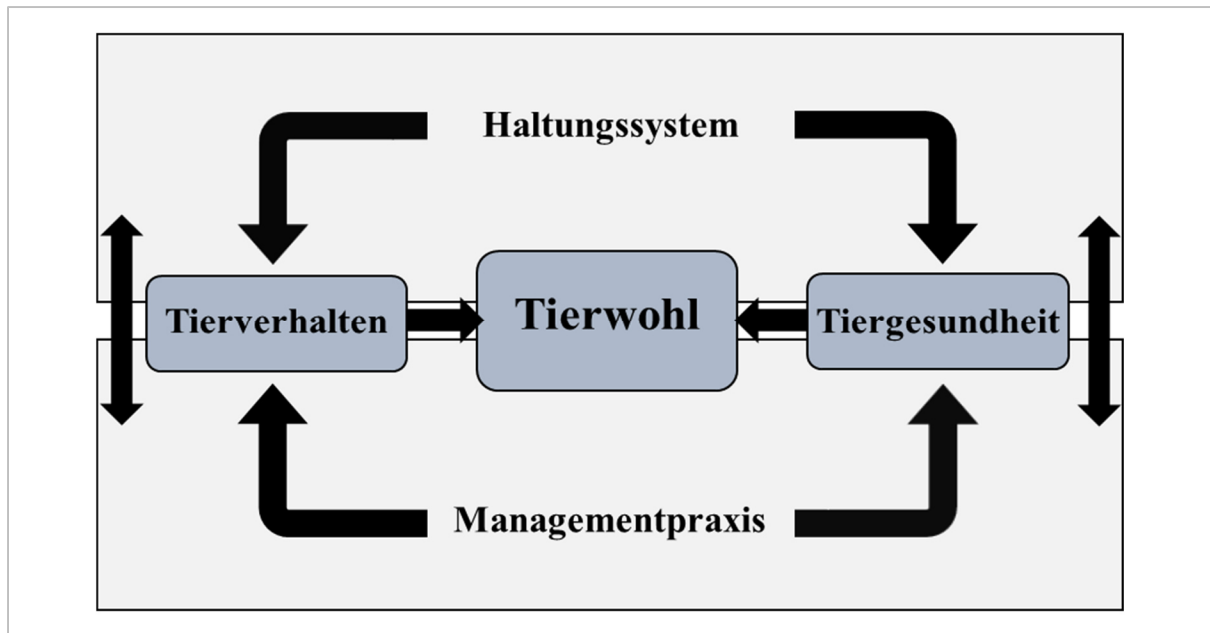 Haltungssystem
Tierverhalten
Tierwohl
Tiergesundheit
Managementpraxis